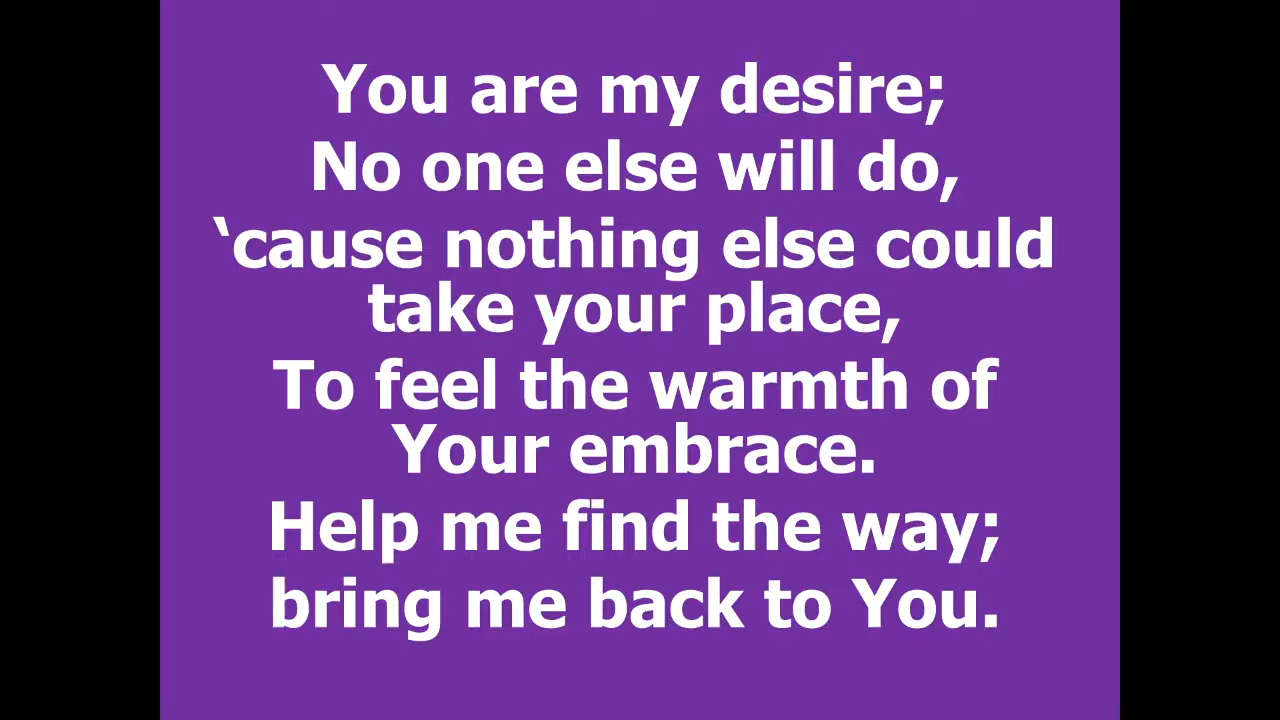 You are my desire;
No one else will do,
‘cause nothing else could
take your place,
To feel the warmth of
Your embrace.
Help me find the way;
bring me back to You.